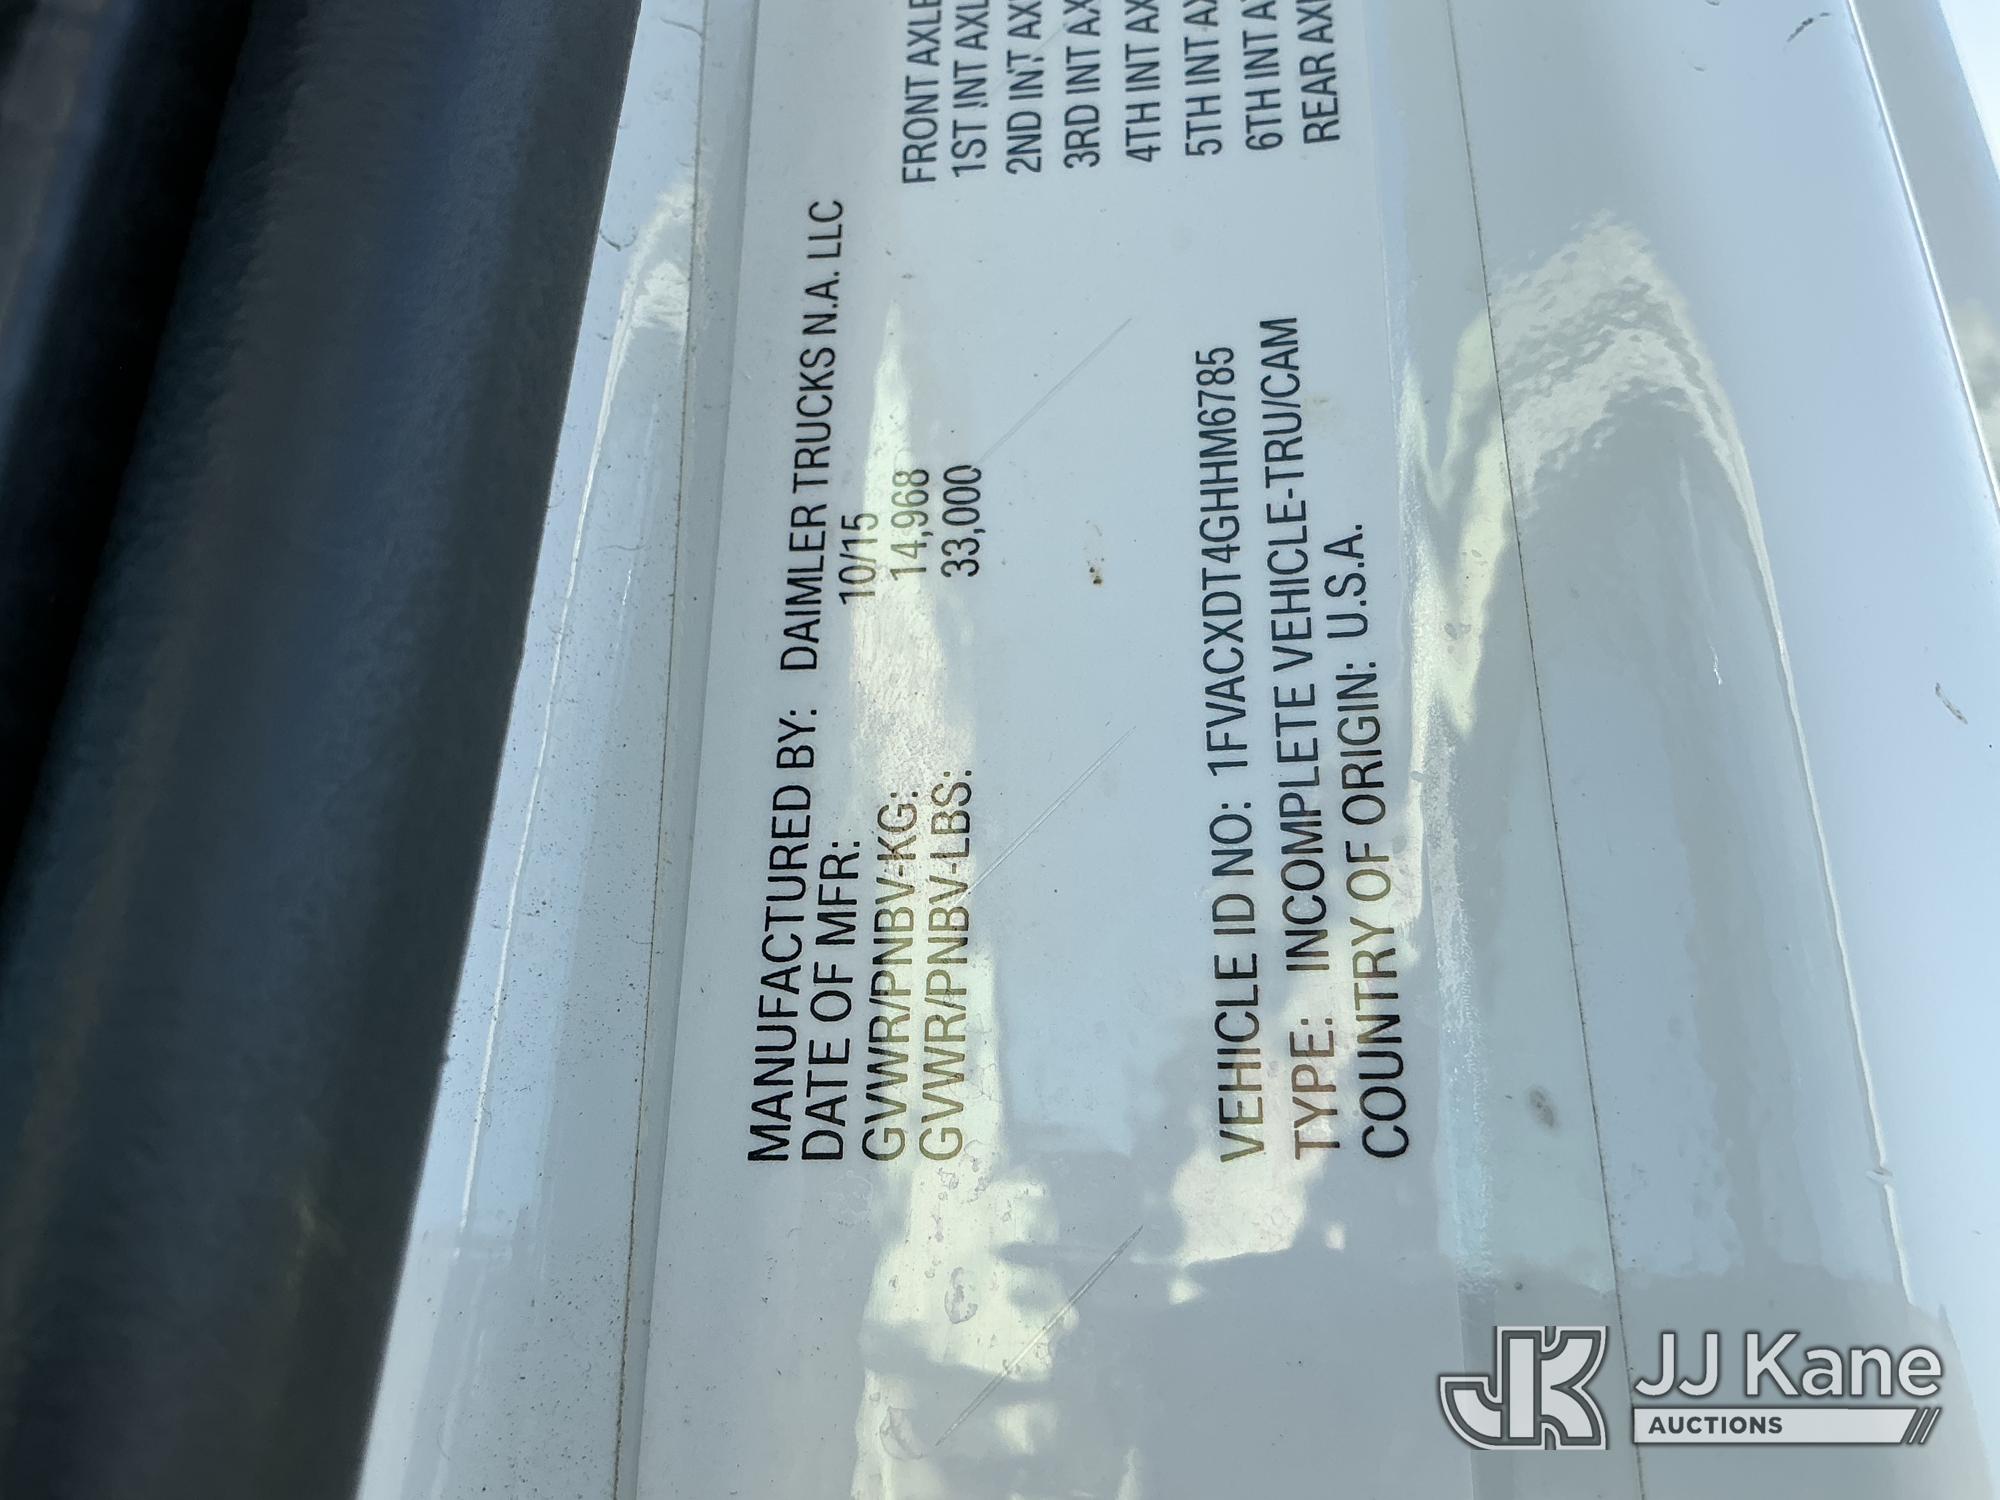 MANUFACTURED BY: DAIMLER TRUCKS N.A. LLC
DATE OF MFR: 10/15
GVWR/PNBV-KG: 14,968
GVWR/PNBV-LBS: 33,000
VEHICLE ID NO: 1FVACXDT4GHHM6785
TYPE: INCOMPLETE VEHICLE-TRU/CAM
COUNTRY OF ORIGIN: U.S.A.
FRONT AXLE
1ST INT AXL
2ND INT AX
3RD INT AX
4TH INT AX
5TH INT AX
6TH INT A
REAR AXL
JK JJ Kane
AUCTIONS